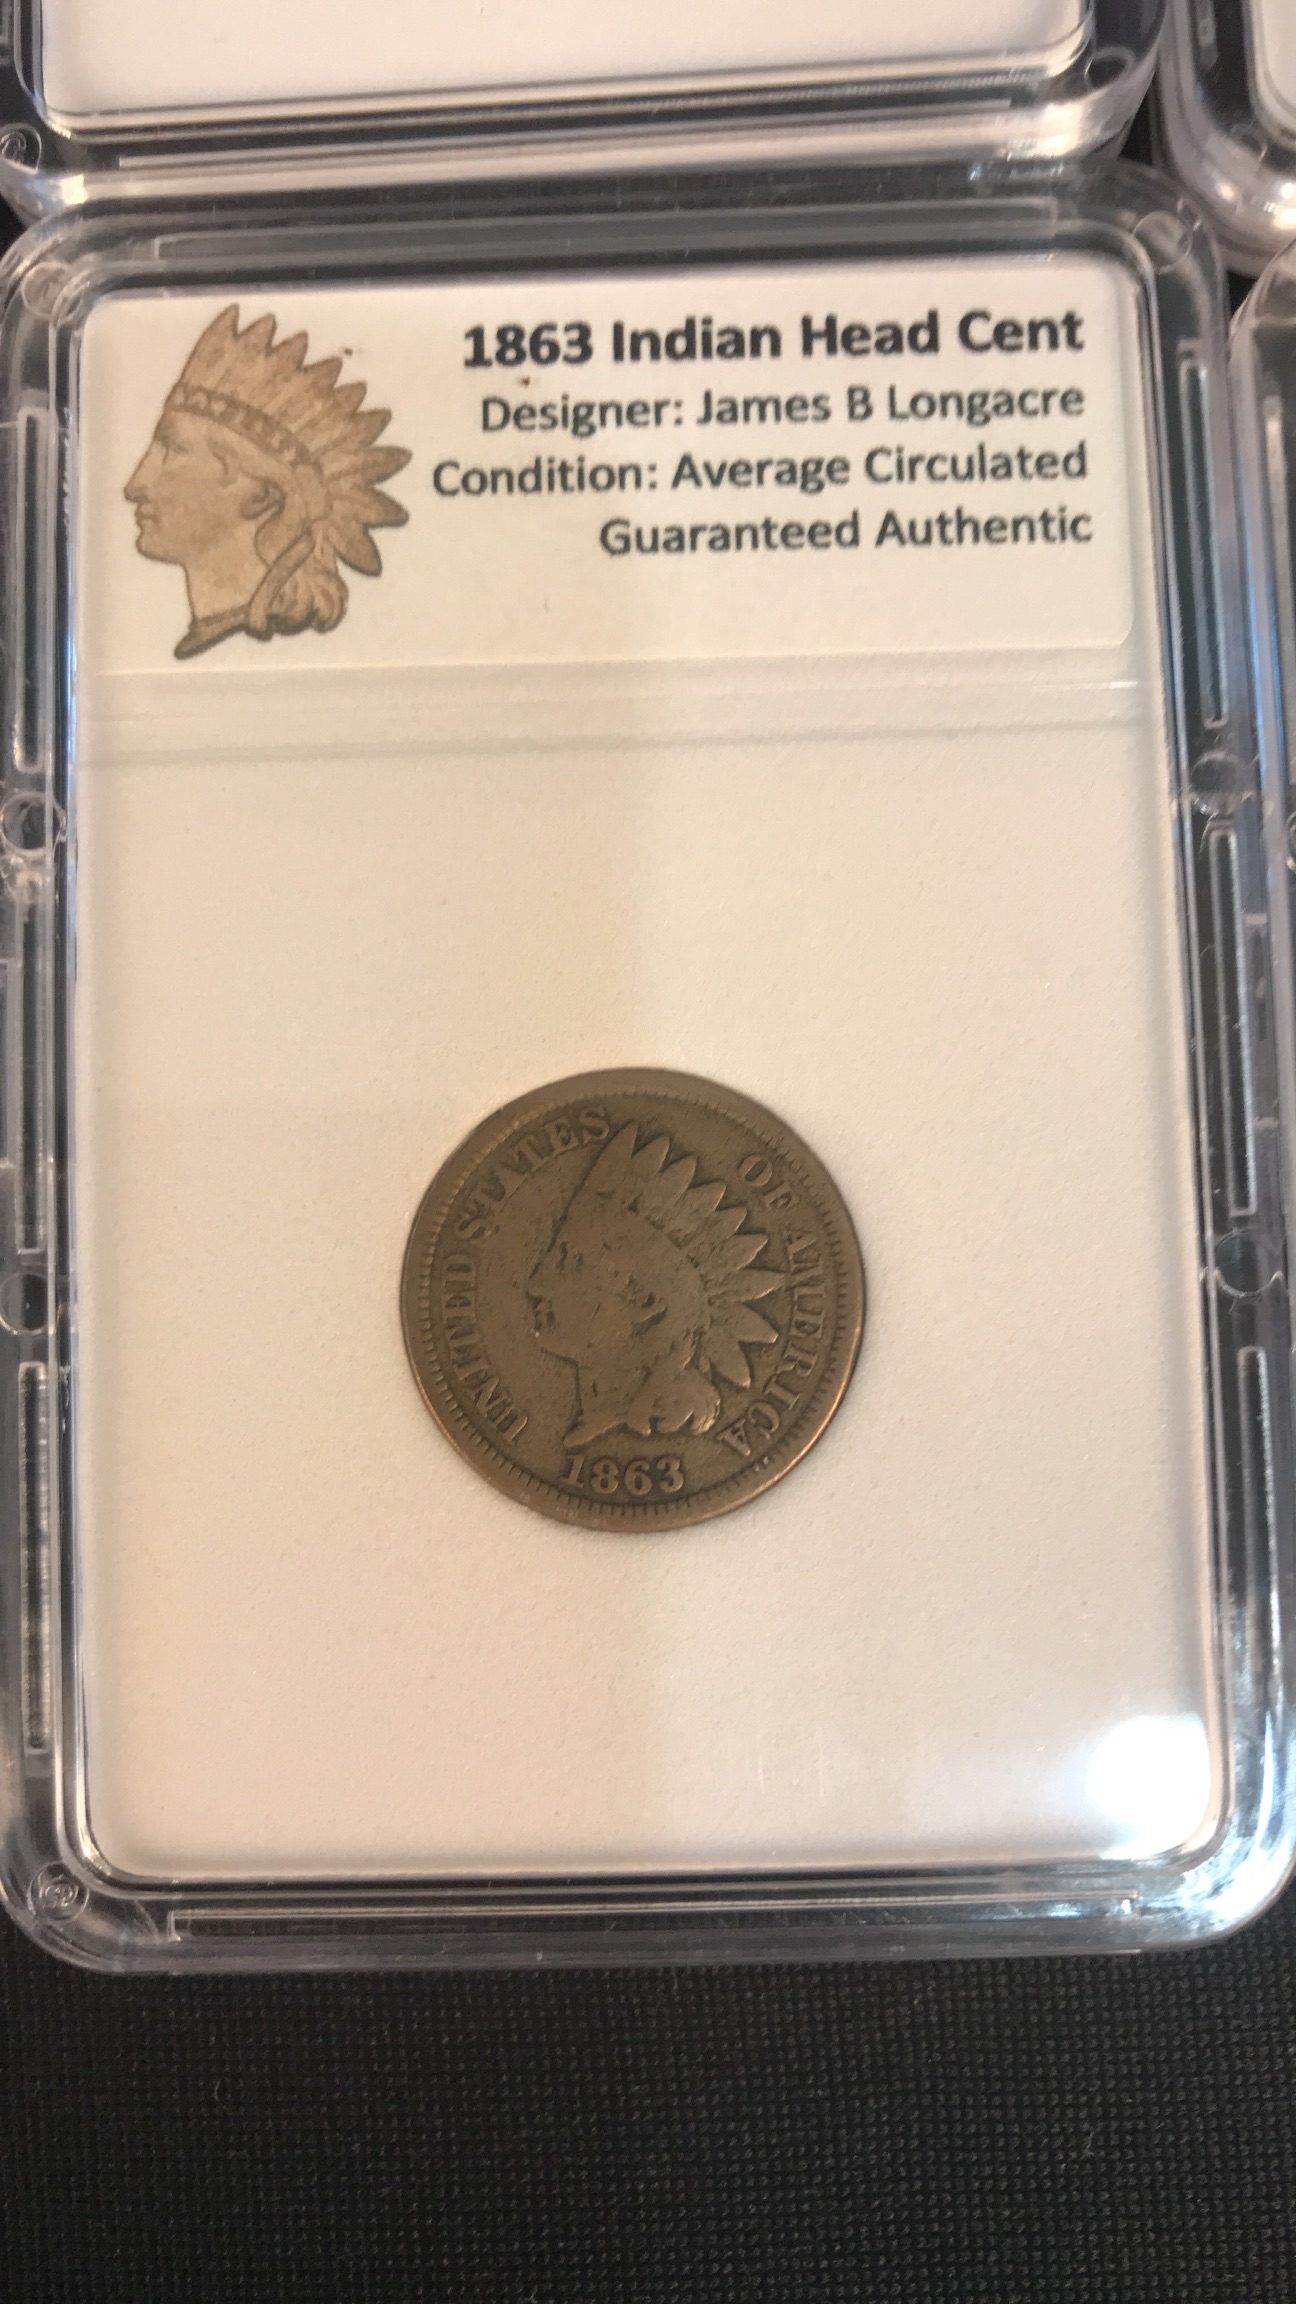 1863 Indian Head Cent
Designer: James B Longacre
Condition: Average Circulated
Guaranteed Authentic
UNITED STATES OF AMERICA
1863